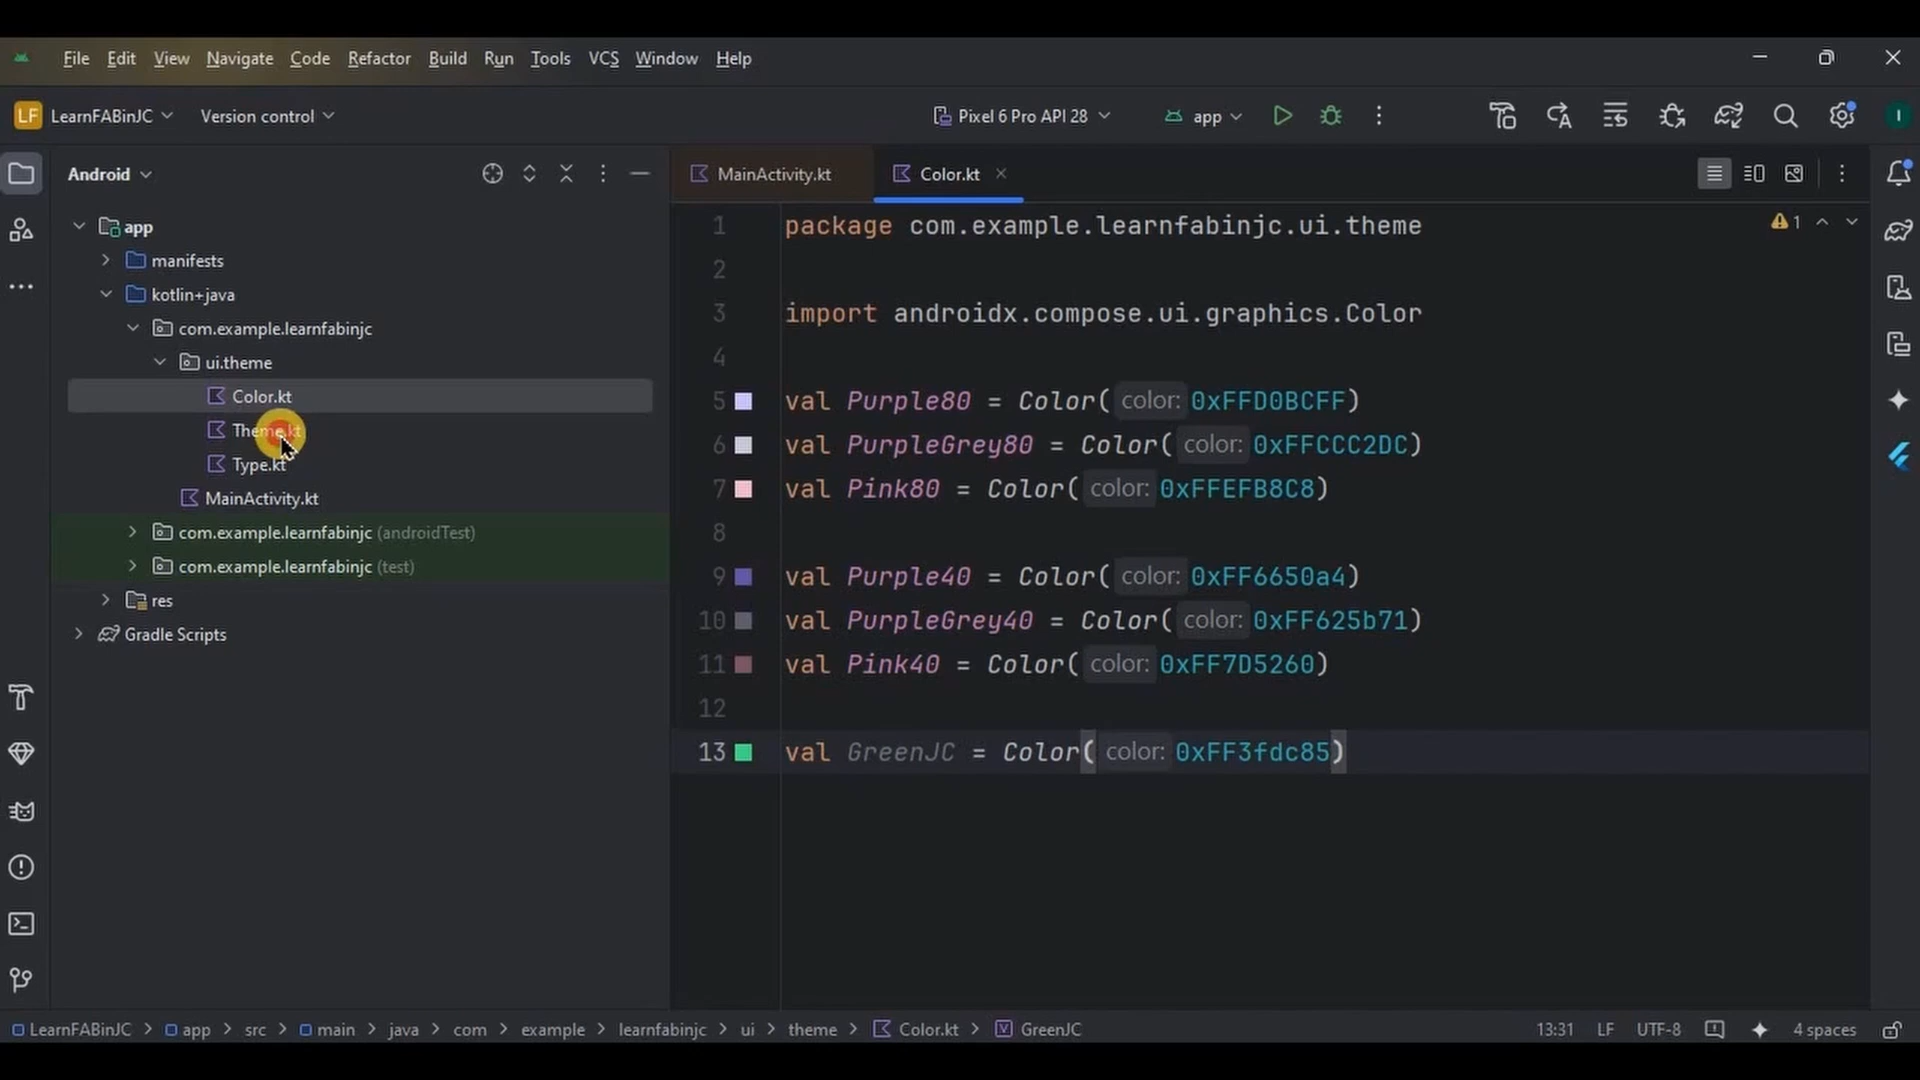 File Edit View Navigate Code Refactor Build Run Tools VCS Window Help
LF LearnFABinJC Version control Pixel 6 Pro API 28 app I
Android
MainActivity.kt Color.kt
app
manifests
kotlin+java
com.example.learnfabinjc
ui.theme
Color.kt
Theme.kt
Type.kt
MainActivity.kt
com.example.learnfabinjc (androidTest)
com.example.learnfabinjc (test)
res
Gradle Scripts
1 package com.example.learnfabinjc.ui.theme
1
2
3 import androidx.compose.ui.graphics.Color
4
5 val Purple80 = Color( color: 0xFFD0BCFF)
6 val PurpleGrey80 = Color( color: 0xFFCCC2DC)
7 val Pink80 = Color( color: 0xFFEFB8C8)
8
9 val Purple40 = Color( color: 0xFF6650a4)
10 val PurpleGrey40 = Color( color: 0xFF625b71)
11 val Pink40 = Color( color: 0xFF7D5260)
12
13 val GreenJC = Color( color: 0xFF3fdc85)
LearnFABinJC > app > src > main > java > com > example > learnfabinjc > ui > theme > Color.kt > GreenJC 13:31 LF UTF-8 4 spaces